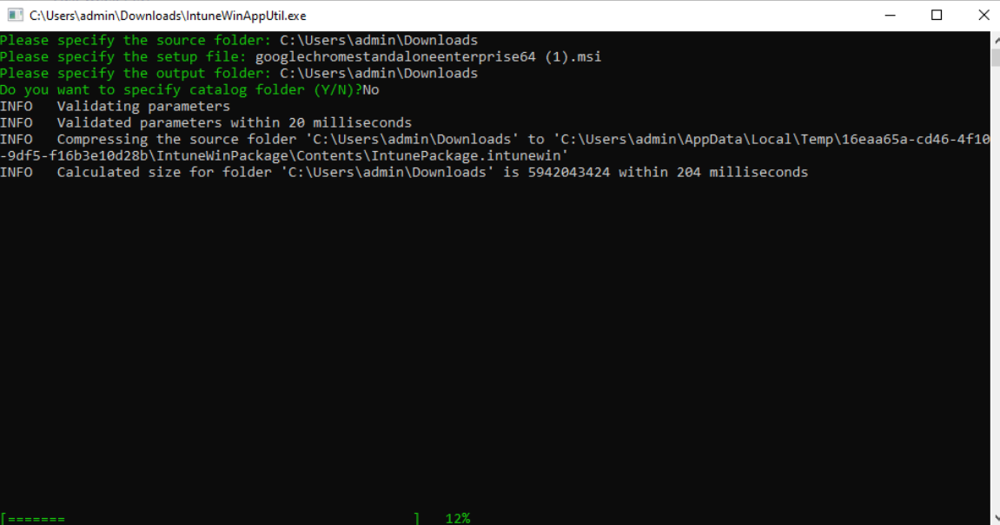 C:\Users\admin\Downloads\IntuneWinAppUtil.exe
Please specify the source folder: C:\Users\admin\Downloads
Please specify the setup file: googlechromestandaloneenterprise64 (1).msi
Please specify the output folder: C:\Users\admin\Downloads
Do you want to specify catalog folder (Y/N)?No
INFO   Validating parameters
INFO   Validated parameters within 20 milliseconds
INFO   Compressing the source folder 'C:\Users\admin\Downloads' to 'C:\Users\admin\AppData\Local\Temp\16eaa65a-cd46-4f10
-9df5-f16b3e10d28b\IntuneWinPackage\Contents\IntunePackage.intunewin'
INFO   Calculated size for folder 'C:\Users\admin\Downloads' is 5942043424 within 204 milliseconds
[=======                                           ]   12%